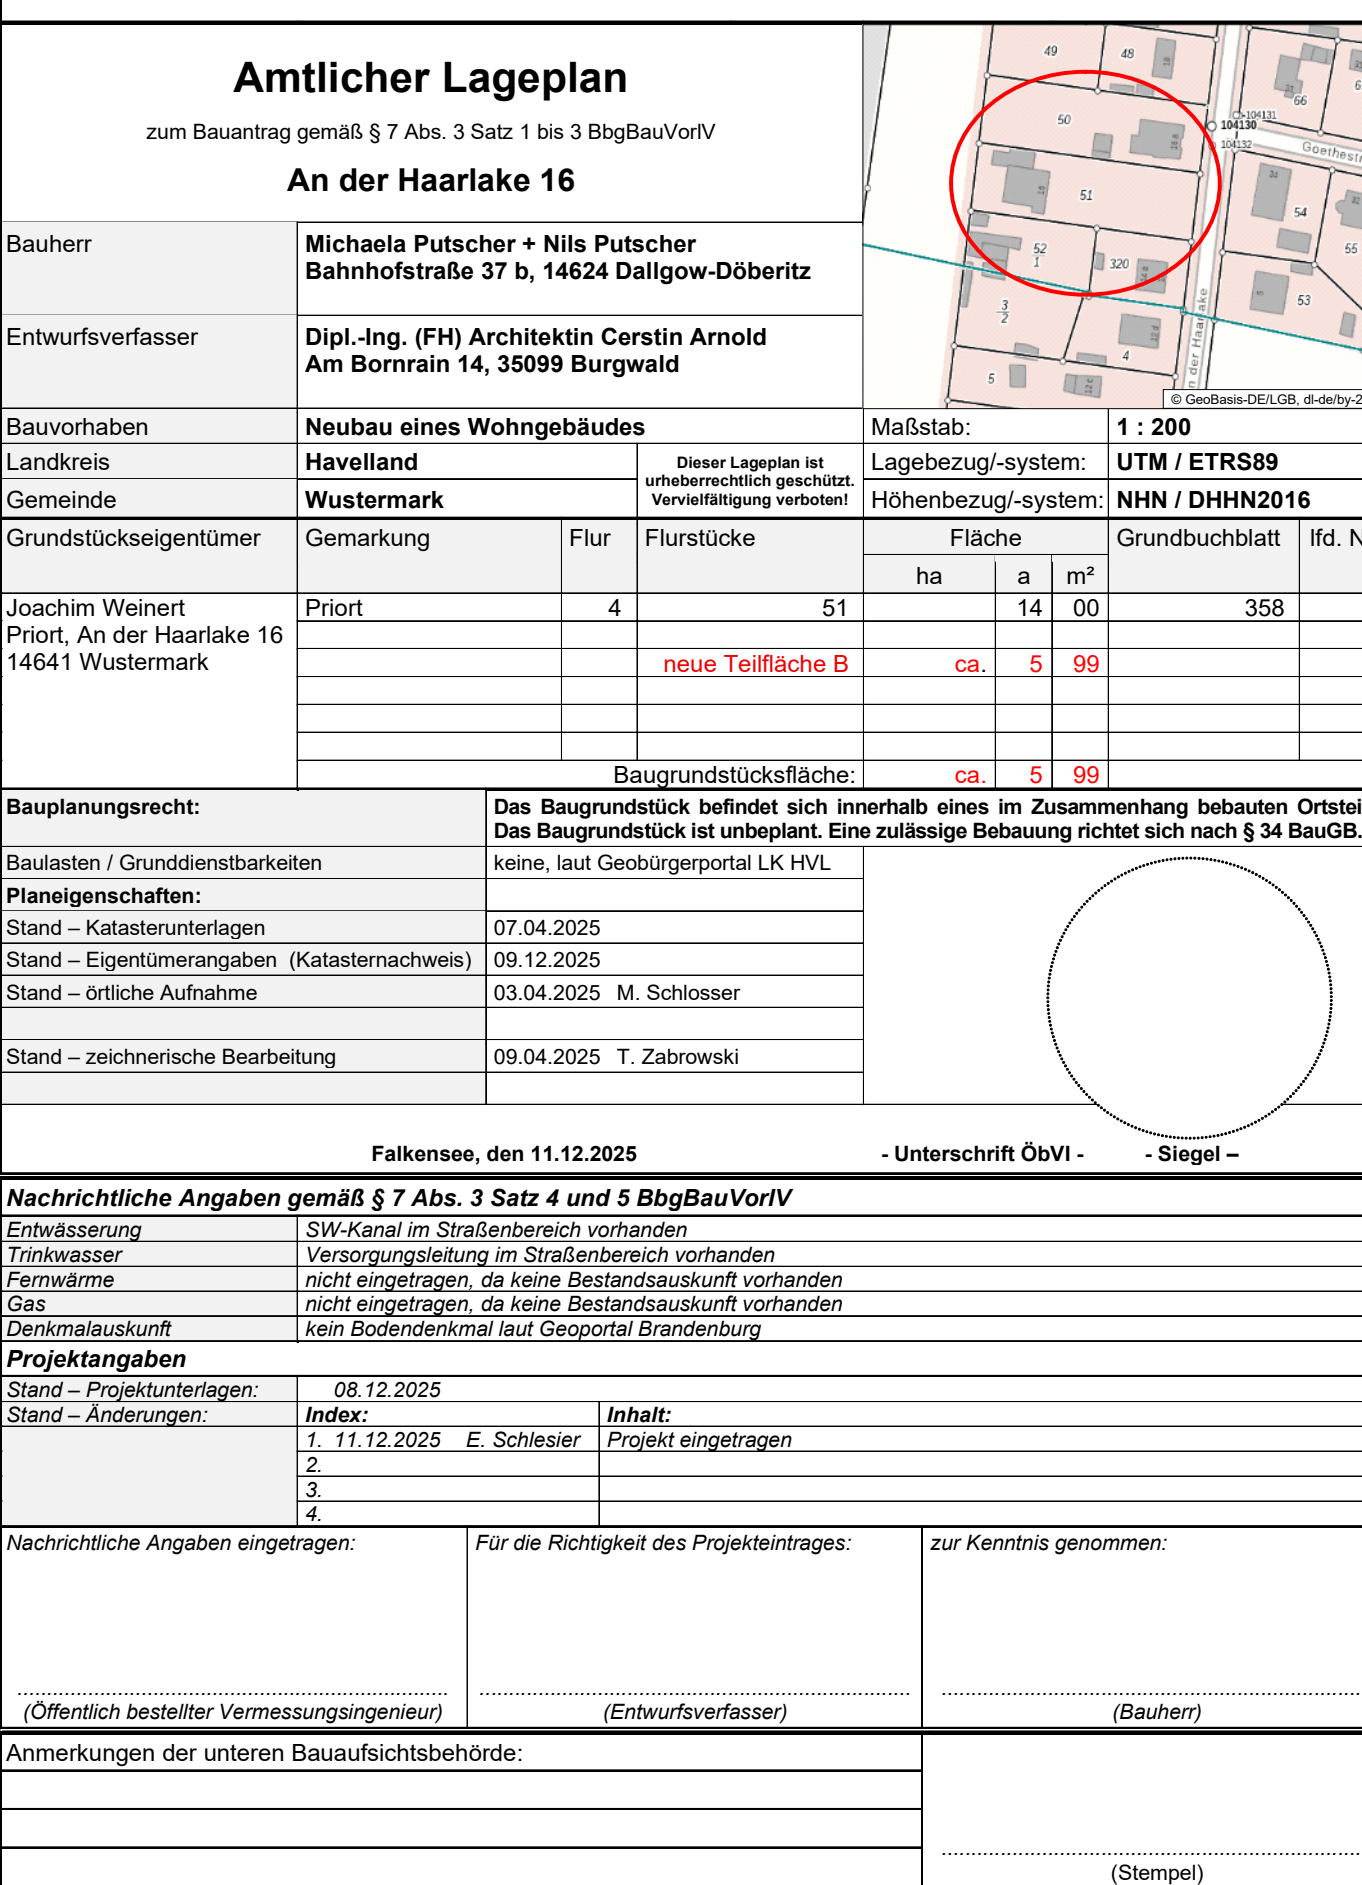 Amtlicher Lageplan
zum Bauantrag gemäß § 7 Abs. 3 Satz 1 bis 3 BbgBauVorlV
An der Haarlake 16
49
48
18
50
16 a
16
51
52
1
320
14 a
3
2
4
12 d
5
12 c
66
31
104131
104130
104132
Goethestr
34
54
32
55
5
53
n der Haarlake
© GeoBasis-DE/LGB, dl-de/by-2
Bauherr
Michaela Putscher + Nils Putscher
Bahnhofstraße 37 b, 14624 Dallgow-Döberitz
Entwurfsverfasser
Dipl.-Ing. (FH) Architektin Cerstin Arnold
Am Bornrain 14, 35099 Burgwald
Bauvorhaben Neubau eines Wohngebäudes Maßstab: 1 : 200
Landkreis Havelland Lagebezug/-system: UTM / ETRS89
Dieser Lageplan ist
urheberrechtlich geschützt.
Vervielfältigung verboten!
Gemeinde Wustermark Höhenbezug/-system: NHN / DHHN2016
Grundstückseigentümer Gemarkung Flur Flurstücke Fläche Grundbuchblatt lfd. N
ha a m²
Joachim Weinert Priort 4 51 14 00 358
Priort, An der Haarlake 16
14641 Wustermark neue Teilfläche B ca. 5 99
Baugrundstücksfläche: ca. 5 99
Bauplanungsrecht: Das Baugrundstück befindet sich innerhalb eines im Zusammenhang bebauten Ortstei
Das Baugrundstück ist unbeplant. Eine zulässige Bebauung richtet sich nach § 34 BauGB.
Baulasten / Grunddienstbarkeiten keine, laut Geobürgerportal LK HVL
Planeigenschaften:
Stand – Katasterunterlagen 07.04.2025
Stand – Eigentümerangaben (Katasternachweis) 09.12.2025
Stand – örtliche Aufnahme 03.04.2025 M. Schlosser
Stand – zeichnerische Bearbeitung 09.04.2025 T. Zabrowski
Falkensee, den 11.12.2025 - Unterschrift ÖbVI - - Siegel –
Nachrichtliche Angaben gemäß § 7 Abs. 3 Satz 4 und 5 BbgBauVorlV
Entwässerung SW-Kanal im Straßenbereich vorhanden
Trinkwasser Versorgungsleitung im Straßenbereich vorhanden
Fernwärme nicht eingetragen, da keine Bestandsauskunft vorhanden
Gas nicht eingetragen, da keine Bestandsauskunft vorhanden
Denkmalauskunft kein Bodendenkmal laut Geoportal Brandenburg
Projektangaben
Stand – Projektunterlagen: 08.12.2025
Stand – Änderungen: Index: Inhalt:
1. 11.12.2025 E. Schlesier Projekt eingetragen
2.
3.
4.
Nachrichtliche Angaben eingetragen: Für die Richtigkeit des Projekteintrages: zur Kenntnis genommen:
(Öffentlich bestellter Vermessungsingenieur) (Entwurfsverfasser) (Bauherr)
Anmerkungen der unteren Bauaufsichtsbehörde:
(Stempel)